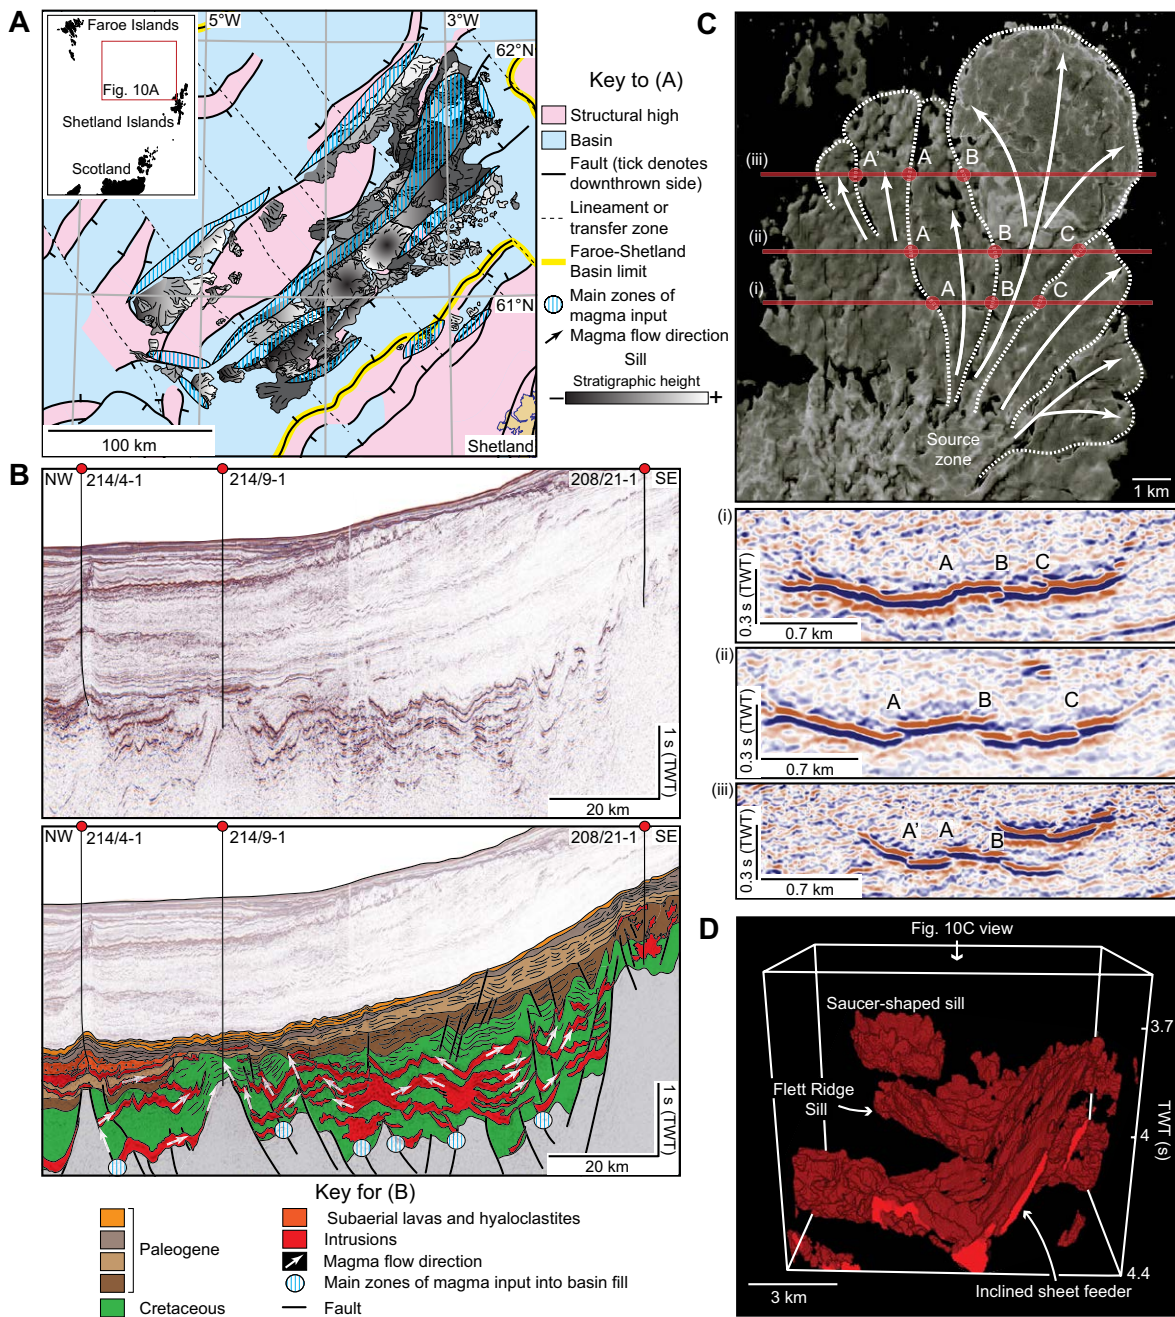 A
5°W
3°W
62°N
61°N
Faroe Islands
Fig. 10A
Shetland Islands
Scotland
100 km
Shetland
Key to (A)
Structural high
Basin
Fault (tick denotes
downthrown side)
Lineament or
transfer zone
Faroe-Shetland
Basin limit
Main zones of
magma input
Magma flow direction
Sill
Stratigraphic height
– +
B
NW 214/4-1 214/9-1 208/21-1 SE
1 s (TWT)
20 km
NW 214/4-1 214/9-1 208/21-1 SE
1 s (TWT)
20 km
Key for (B)
Paleogene
Cretaceous
Subaerial lavas and hyaloclastites
Intrusions
Magma flow direction
Main zones of magma input into basin fill
Fault
C
(iii) A' A B
(ii) A B C
(i) A B C
Source
zone
1 km
(i)
A B C
0.3 s (TWT)
0.7 km
(ii)
A B C
0.3 s (TWT)
0.7 km
(iii)
A' A B
0.3 s (TWT)
0.7 km
D
Fig. 10C view
Saucer-shaped sill
Flett Ridge
Sill
Inclined sheet feeder
3.7
4
4.4
TWT (s)
3 km